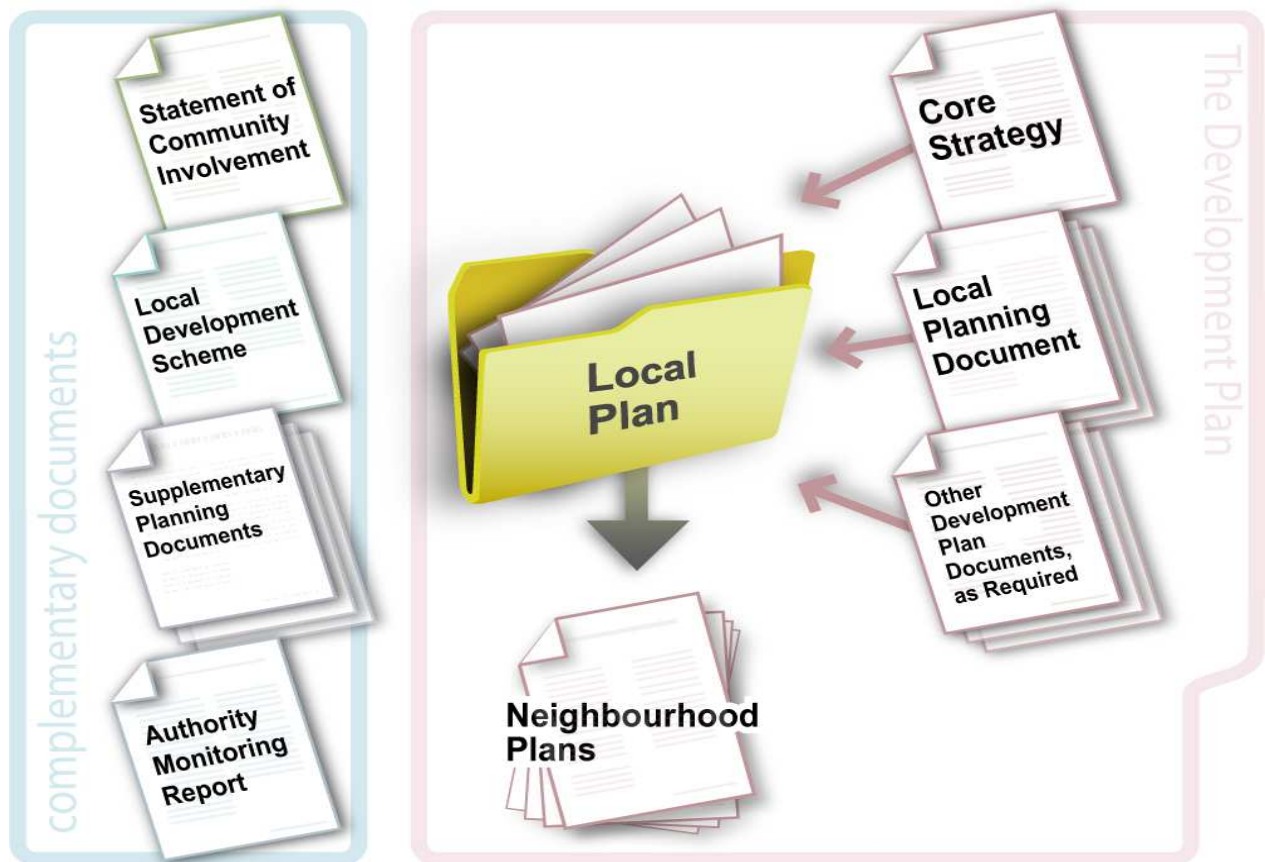 complementary documents
Statement of
Community
Involvement
Local
Development
Scheme
Supplementary
Planning
Documents
Authority
Monitoring
Report
The Development Plan
Core
Strategy
Local
Planning
Document
Other
Development
Plan
Documents,
as Required
Local
Plan
Neighbourhood
Plans